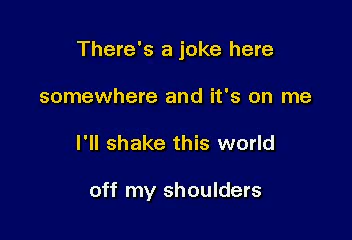 There's a joke here
somewhere and it's on me
I'll shake this world
off my shoulders